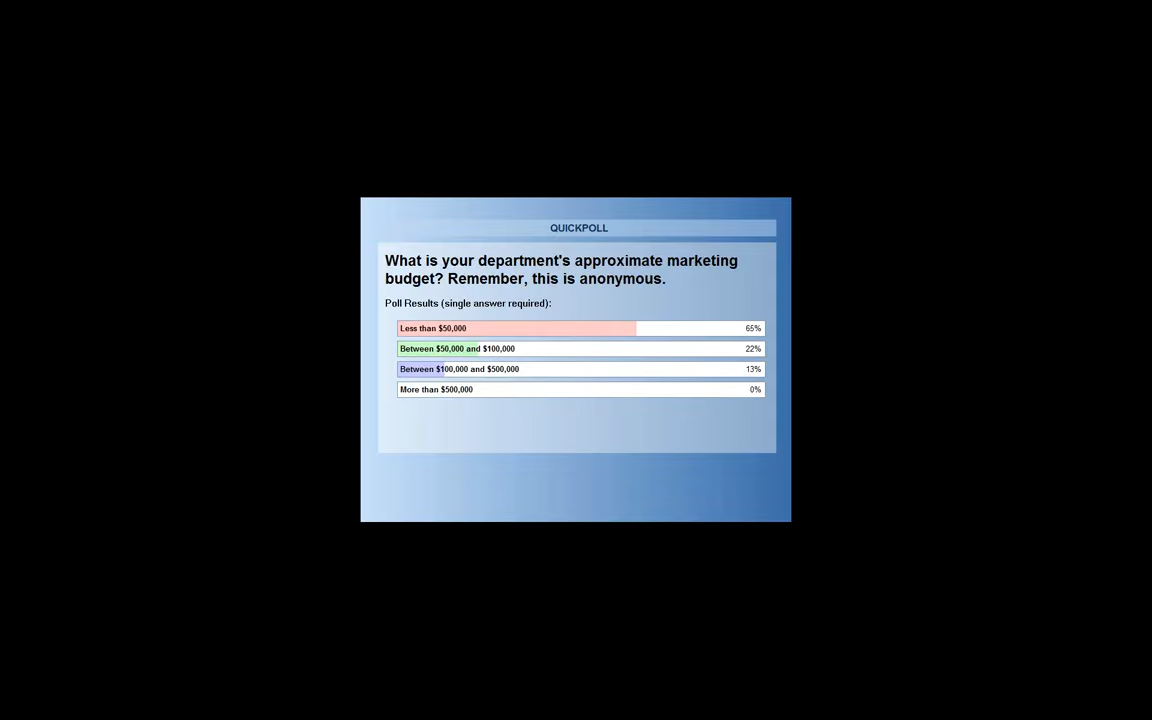 QUICKPOLL
What is your department's approximate marketing
budget? Remember, this is anonymous.
Poll Results (single answer required):
Less than $50,000 65%
Between $50,000 and $100,000 22%
Between $100,000 and $500,000 13%
More than $500,000 0%